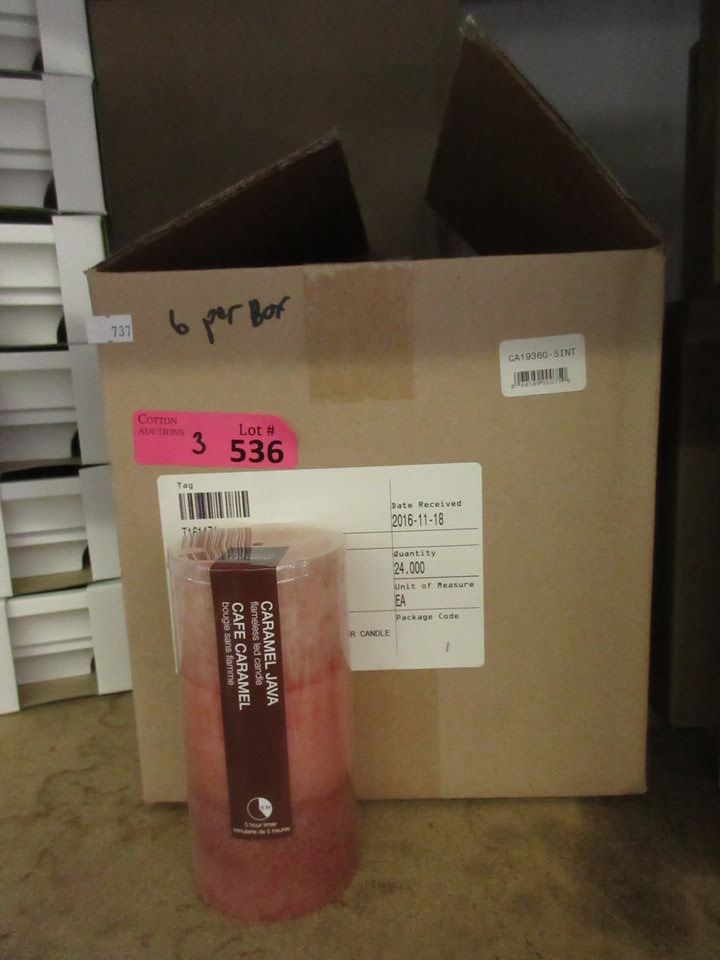 6 per Box
737
CA19360-5INT
COTTON
AUCTIONS
3
Lot #
536
Tag
Date Received
2016-11-18
Quantity
24.000
Unit of Measure
EA
Package Code
R CANDLE
1
CARAMEL JAVA
flameless led candle
CAFE CARAMEL
bougie sans flamme
5 hour timer
minuterie de 5 heures